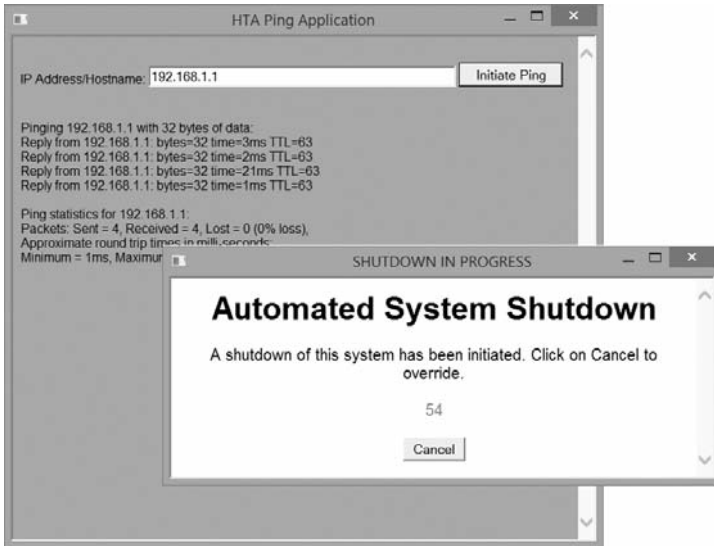 HTA Ping Application
IP Address/Hostname: 192.168.1.1 Initiate Ping
Pinging 192.168.1.1 with 32 bytes of data:
Reply from 192.168.1.1: bytes=32 time=3ms TTL=63
Reply from 192.168.1.1: bytes=32 time=2ms TTL=63
Reply from 192.168.1.1: bytes=32 time=21ms TTL=63
Reply from 192.168.1.1: bytes=32 time=1ms TTL=63
Ping statistics for 192.168.1.1:
Packets: Sent = 4, Received = 4, Lost = 0 (0% loss),
Approximate round trip times in milli-seconds:
Minimum = 1ms,
SHUTDOWN IN PROGRESS
Automated System Shutdown
A shutdown of this system has been initiated. Click on Cancel to
override.
54
Cancel